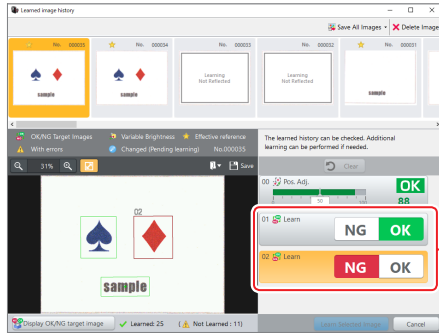 Learned image history
Save All Images Delete Image
No. 000035 No. 000034 No. 000033 No. 000032 No. 000031
Learning
Not Reflected
Learning
Not Reflected
sample sample sample
OK/NG Target Images Variable Brightness Effective reference
With errors Changed (Pending learning) No.000035
The learned history can be checked. Additional
learning can be performed if needed.
31% Save
Clear
00 Pos. Adj. OK
50 100 88
01 Learn
NG OK
02 Learn
NG OK
02
sample
Display OK/NG target image Learned: 25 ( Not Learned : 11)
Learn Selected Image Cancel